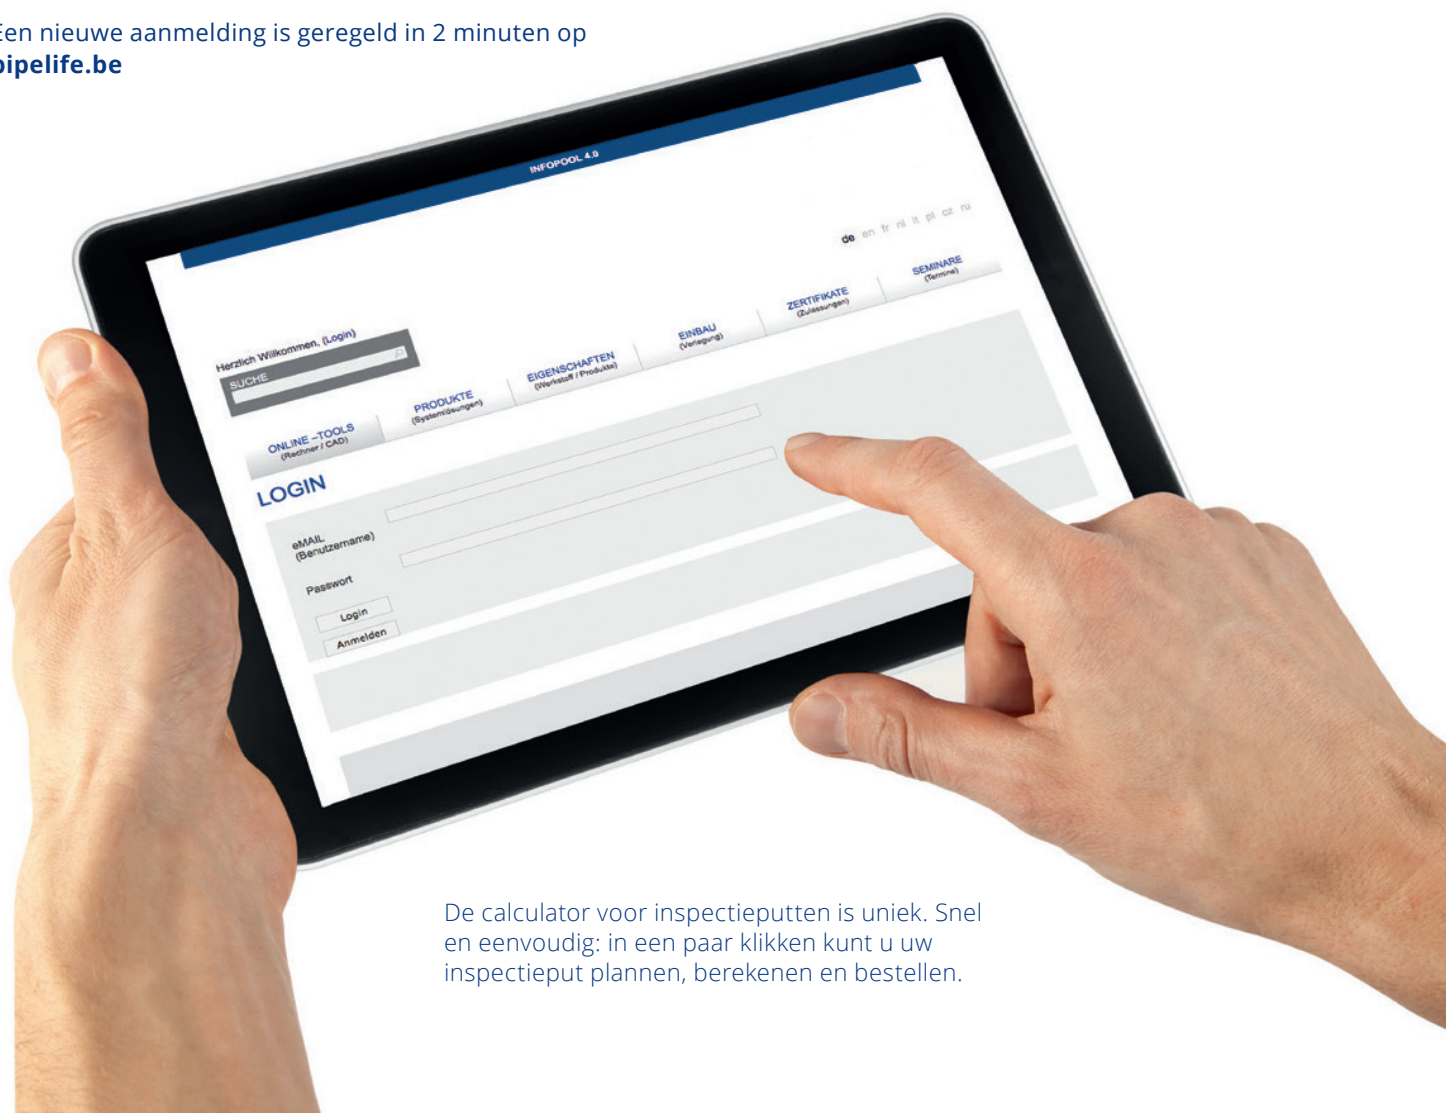 Een nieuwe aanmelding is geregeld in 2 minuten op
pipelife.be
INFOPOOL 4.0
de en fr nl it pl cz ru
Herzlich Willkommen, (Login)
SUCHE
ONLINE –TOOLS
(Rechner / CAD)
PRODUKTE
(Systemlösungen)
EIGENSCHAFTEN
(Werkstoff / Produkte)
EINBAU
(Verlegung)
ZERTIFIKATE
(Zulassungen)
SEMINARE
(Termine)
LOGIN
eMAIL
(Benutzername)
Passwort
Login
Anmelden
De calculator voor inspectieputten is uniek. Snel
en eenvoudig: in een paar klikken kunt u uw
inspectieput plannen, berekenen en bestellen.